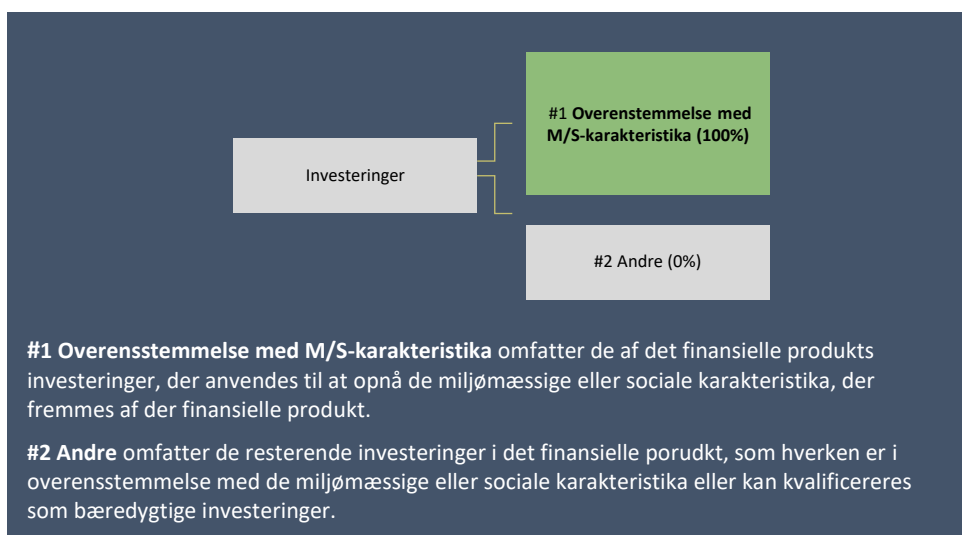 #1 Overenstemmelse med
M/S-karakteristika (100%)
Investeringer
#2 Andre (0%)
#1 Overensstemmelse med M/S-karakteristika omfatter de af det finansielle produkts
investeringer, der anvendes til at opnå de miljømæssige eller sociale karakteristika, der
fremmes af der finansielle produkt.
#2 Andre omfatter de resterende investeringer i det finansielle porudkt, som hverken er i
overensstemmelse med de miljømæssige eller sociale karakteristika eller kan kvalificereres
som bæredygtige investeringer.